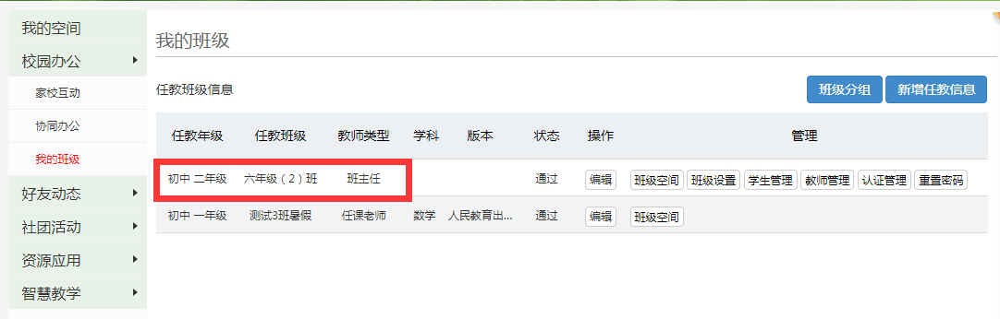 我的空间
校园办公
家校互动
协同办公
我的班级
好友动态
社团活动
资源应用
智慧教学
我的班级
任教班级信息
班级分组 新增任教信息
任教年级 任教班级 教师类型 学科 版本 状态 操作 管理
初中 二年级 六年级（2）班 班主任 通过 编辑 班级空间 班级设置 学生管理 教师管理 认证管理 重置密码
初中 一年级 测试3班暑假 任课老师 数学 人民教育出... 通过 编辑 班级空间